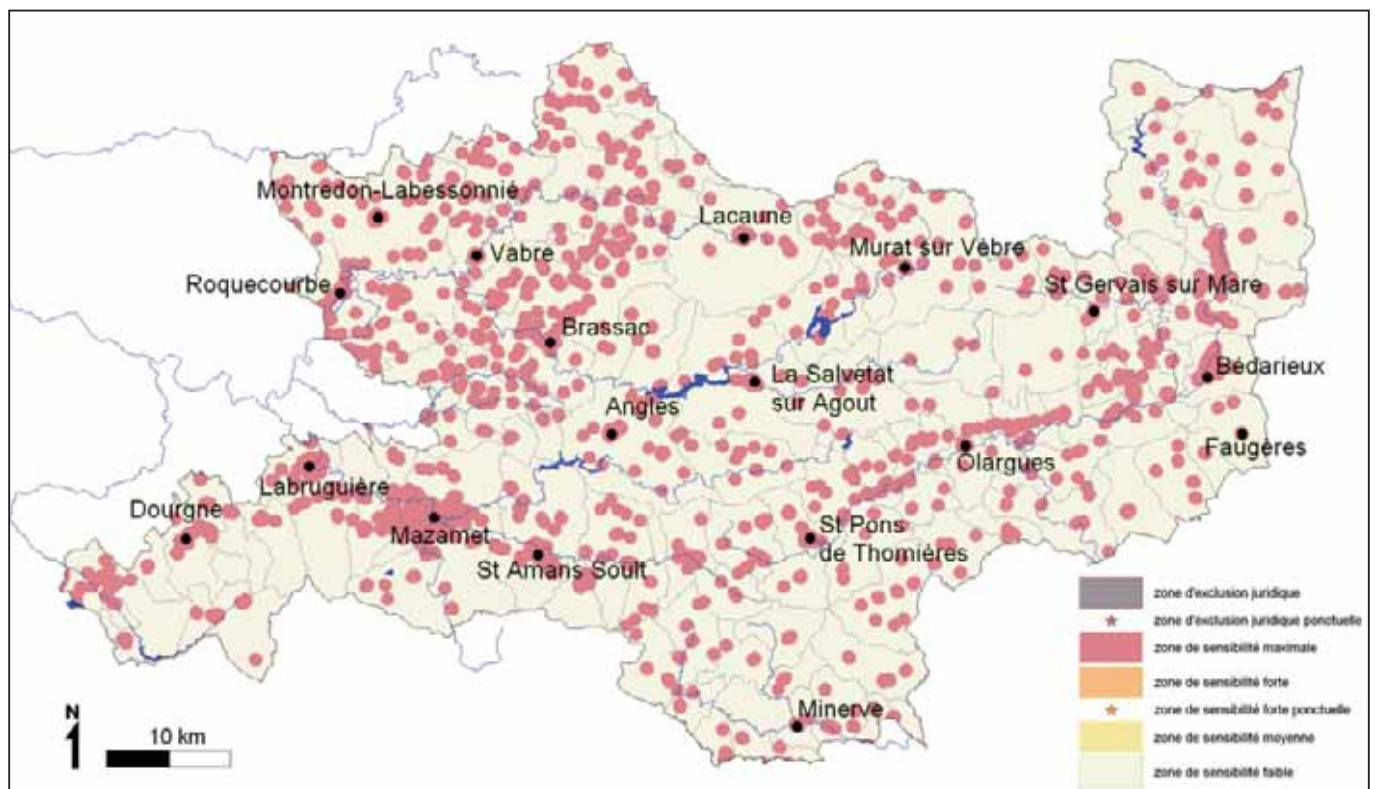 Montredon-Labessonnié
Lacaune
Vabre
Murat sur Vèbre
Roquecourbe
St Gervais sur Mare
Brassac
Bédarieux
La Salvetat
sur Agout
Angles
Faugères
Olargues
Labruguière
Dourgne
Mazamet
St Pons
de Thomières
St Amans Soult
Minerve
N
10 km
zone d'exclusion juridique
zone d'exclusion juridique ponctuelle
zone de sensibilité maximale
zone de sensibilité forte
zone de sensibilité forte ponctuelle
zone de sensibilité moyenne
zone de sensibilité faible